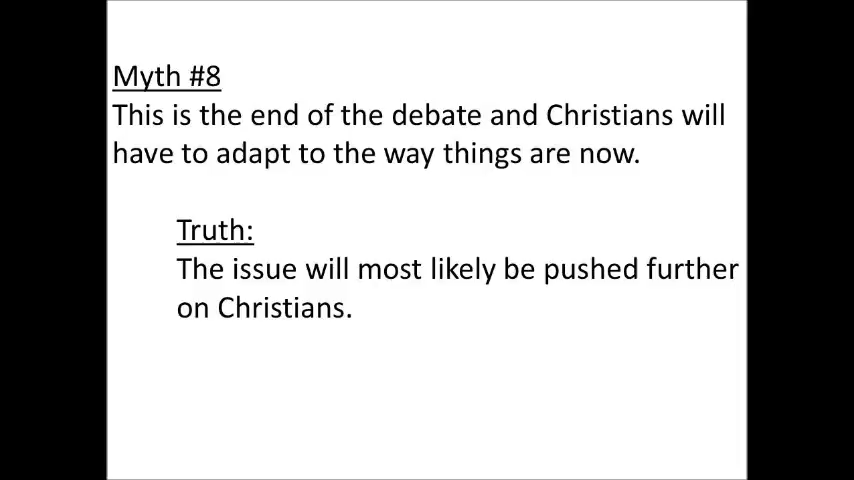 Myth #8
This is the end of the debate and Christians will
have to adapt to the way things are now.
Truth:
The issue will most likely be pushed further
on Christians.